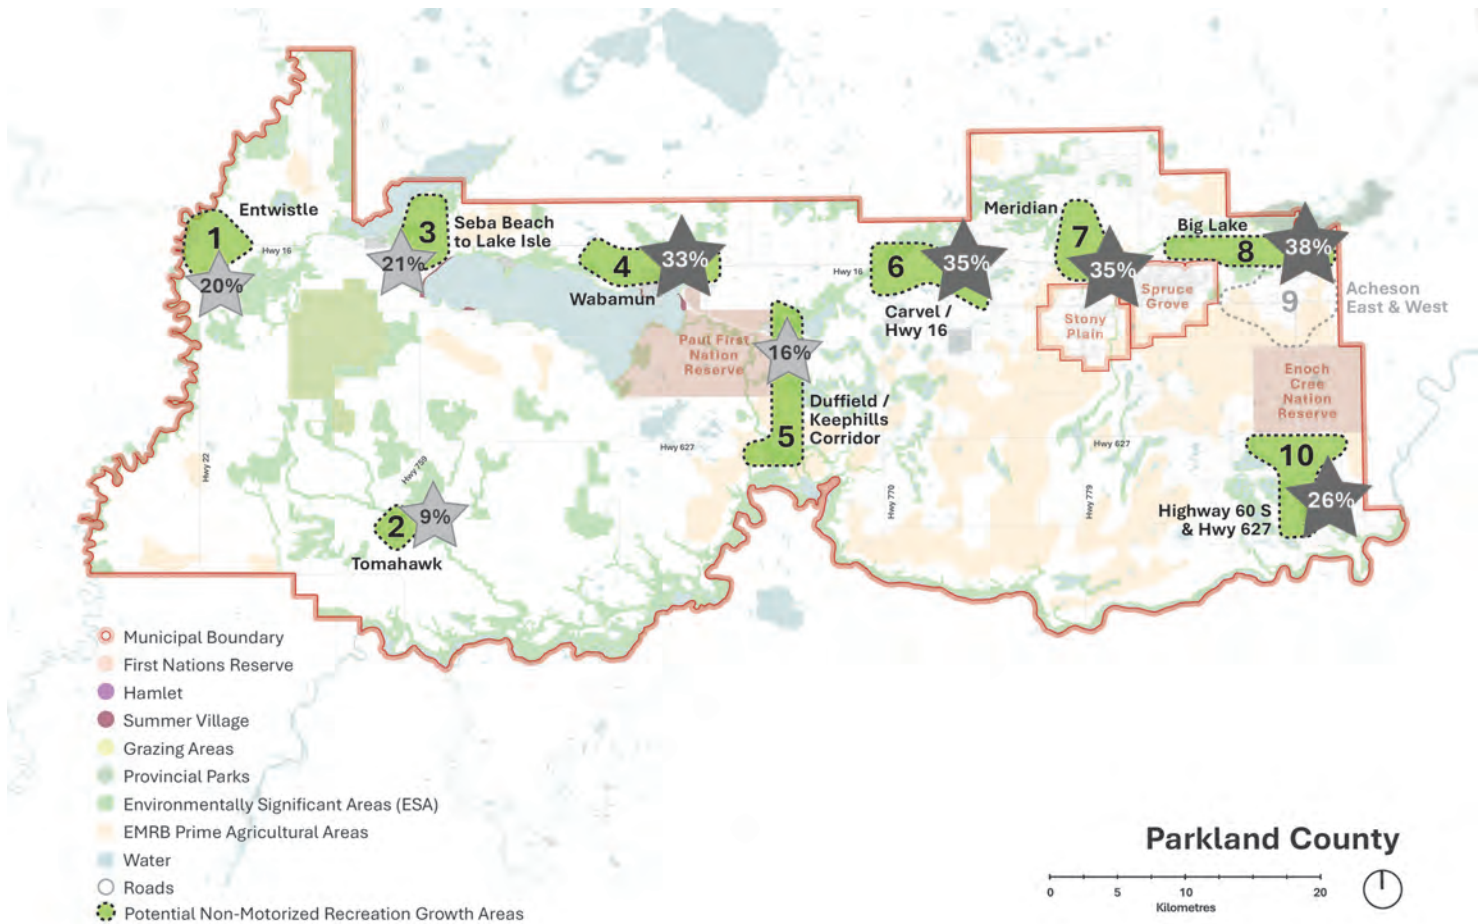 Entwistle
1
Hwy 16
20%
3
Seba Beach
to Lake Isle
21%
4
33%
Wabamun
Hwy 16
6
35%
Carvel /
Hwy 16
Meridian
7
35%
Big Lake
8
38%
9
Acheson
East & West
Stony
Plain
Spruce
Grove
Paul First
Nation
Reserve
16%
5
Duffield /
Keephills
Corridor
Enoch
Cree
Nation
Reserve
Hwy 22
Hwy 759
Hwy 627
Hwy 770
Hwy 779
Hwy 627
2
9%
Tomahawk
10
26%
Highway 60 S
& Hwy 627
Municipal Boundary
First Nations Reserve
Hamlet
Summer Village
Grazing Areas
Provincial Parks
Environmentally Significant Areas (ESA)
EMRB Prime Agricultural Areas
Water
Roads
Potential Non-Motorized Recreation Growth Areas
Parkland County
0 5 10 20
Kilometres